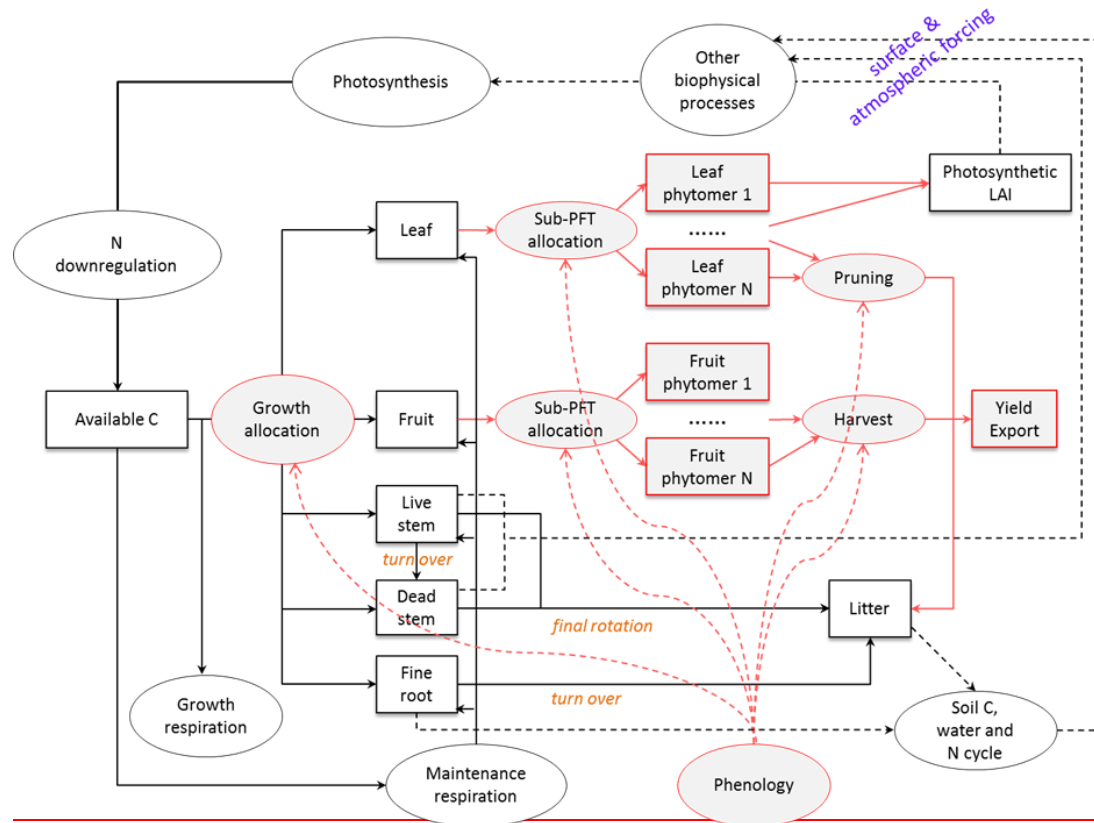 Photosynthesis
Other
biophysical
processes
surface &
atmospheric forcing
N
downregulation
Leaf
Sub-PFT
allocation
Leaf
phytomer 1
......
Leaf
phytomer N
Photosynthetic
LAI
Pruning
Available C
Growth
allocation
Fruit
Sub-PFT
allocation
Fruit
phytomer 1
......
Fruit
phytomer N
Harvest
Yield
Export
Live
stem
turn over
Dead
stem
final rotation
Litter
Fine
root
turn over
Growth
respiration
Maintenance
respiration
Phenology
Soil C,
water and
N cycle